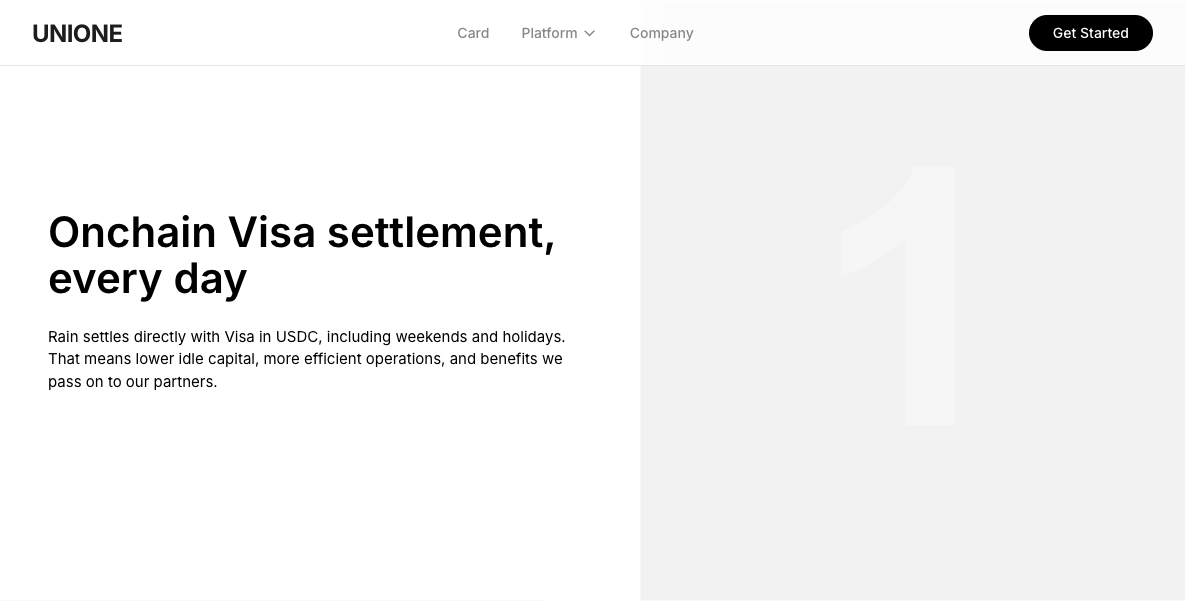 UNIONE
Card
Platform
Company
Get Started
Onchain Visa settlement,
every day
Rain settles directly with Visa in USDC, including weekends and holidays.
That means lower idle capital, more efficient operations, and benefits we
pass on to our partners.
1